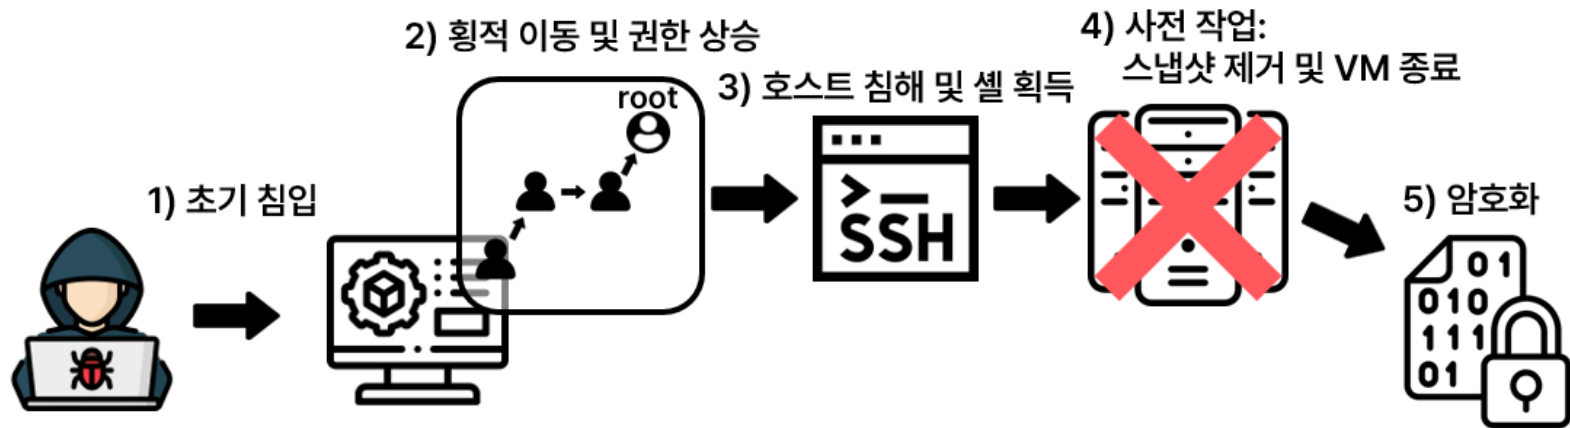 1) 초기 침입
2) 횡적 이동 및 권한 상승
root
3) 호스트 침해 및 셸 획득
>_
SSH
4) 사전 작업:
스냅샷 제거 및 VM 종료
5) 암호화
01
010
111
01